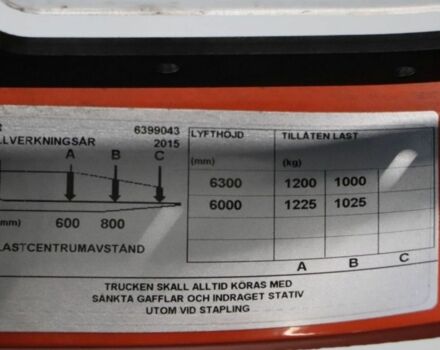 R 6399043
LLVERKNINGSÅR 2015
A B C
mm) 600 800
LASTCENTRUMAVSTÅND
LYFTHÖJD TILLÅTEN LAST
(mm) (kg)
6300 1200 1000
6000 1225 1025
A B C
TRUCKEN SKALL ALLTID KÖRAS MED
SÄNKTA GAFFLAR OCH INDRAGET STATIV
UTOM VID STAPLING